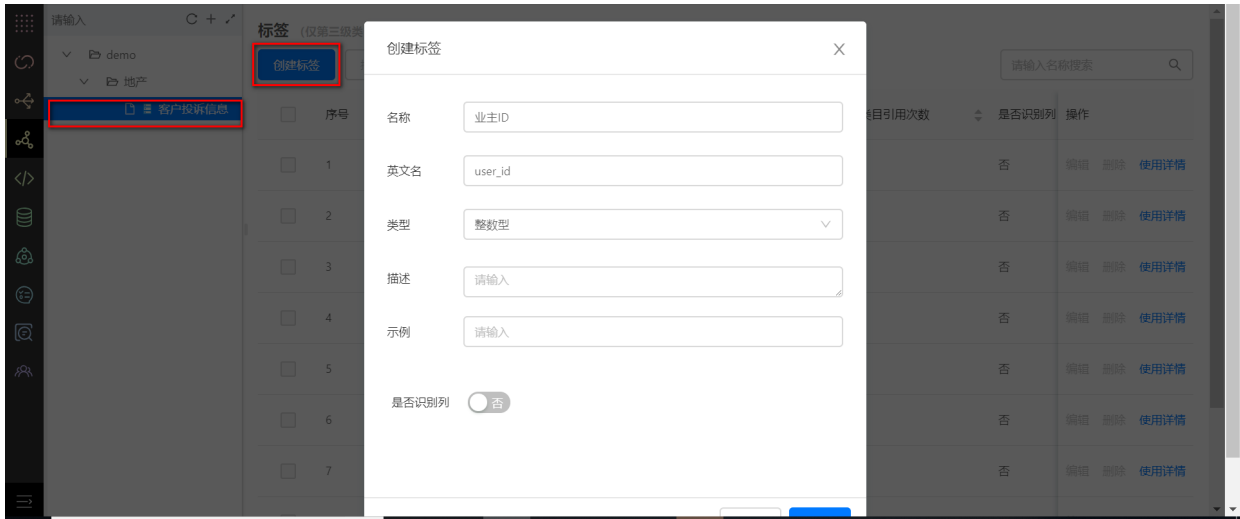 请输入
demo
地产
客户投诉信息
标签 (仅第三级类
创建标签
请输入名称搜索
序号
类目引用次数
是否识别列
操作
1
否
编辑 删除 使用详情
2
否
编辑 删除 使用详情
3
否
编辑 删除 使用详情
4
否
编辑 删除 使用详情
5
否
编辑 删除 使用详情
6
否
编辑 删除 使用详情
7
否
编辑 删除 使用详情
创建标签
名称
业主ID
英文名
user_id
类型
整数型
描述
请输入
示例
请输入
是否识别列
否